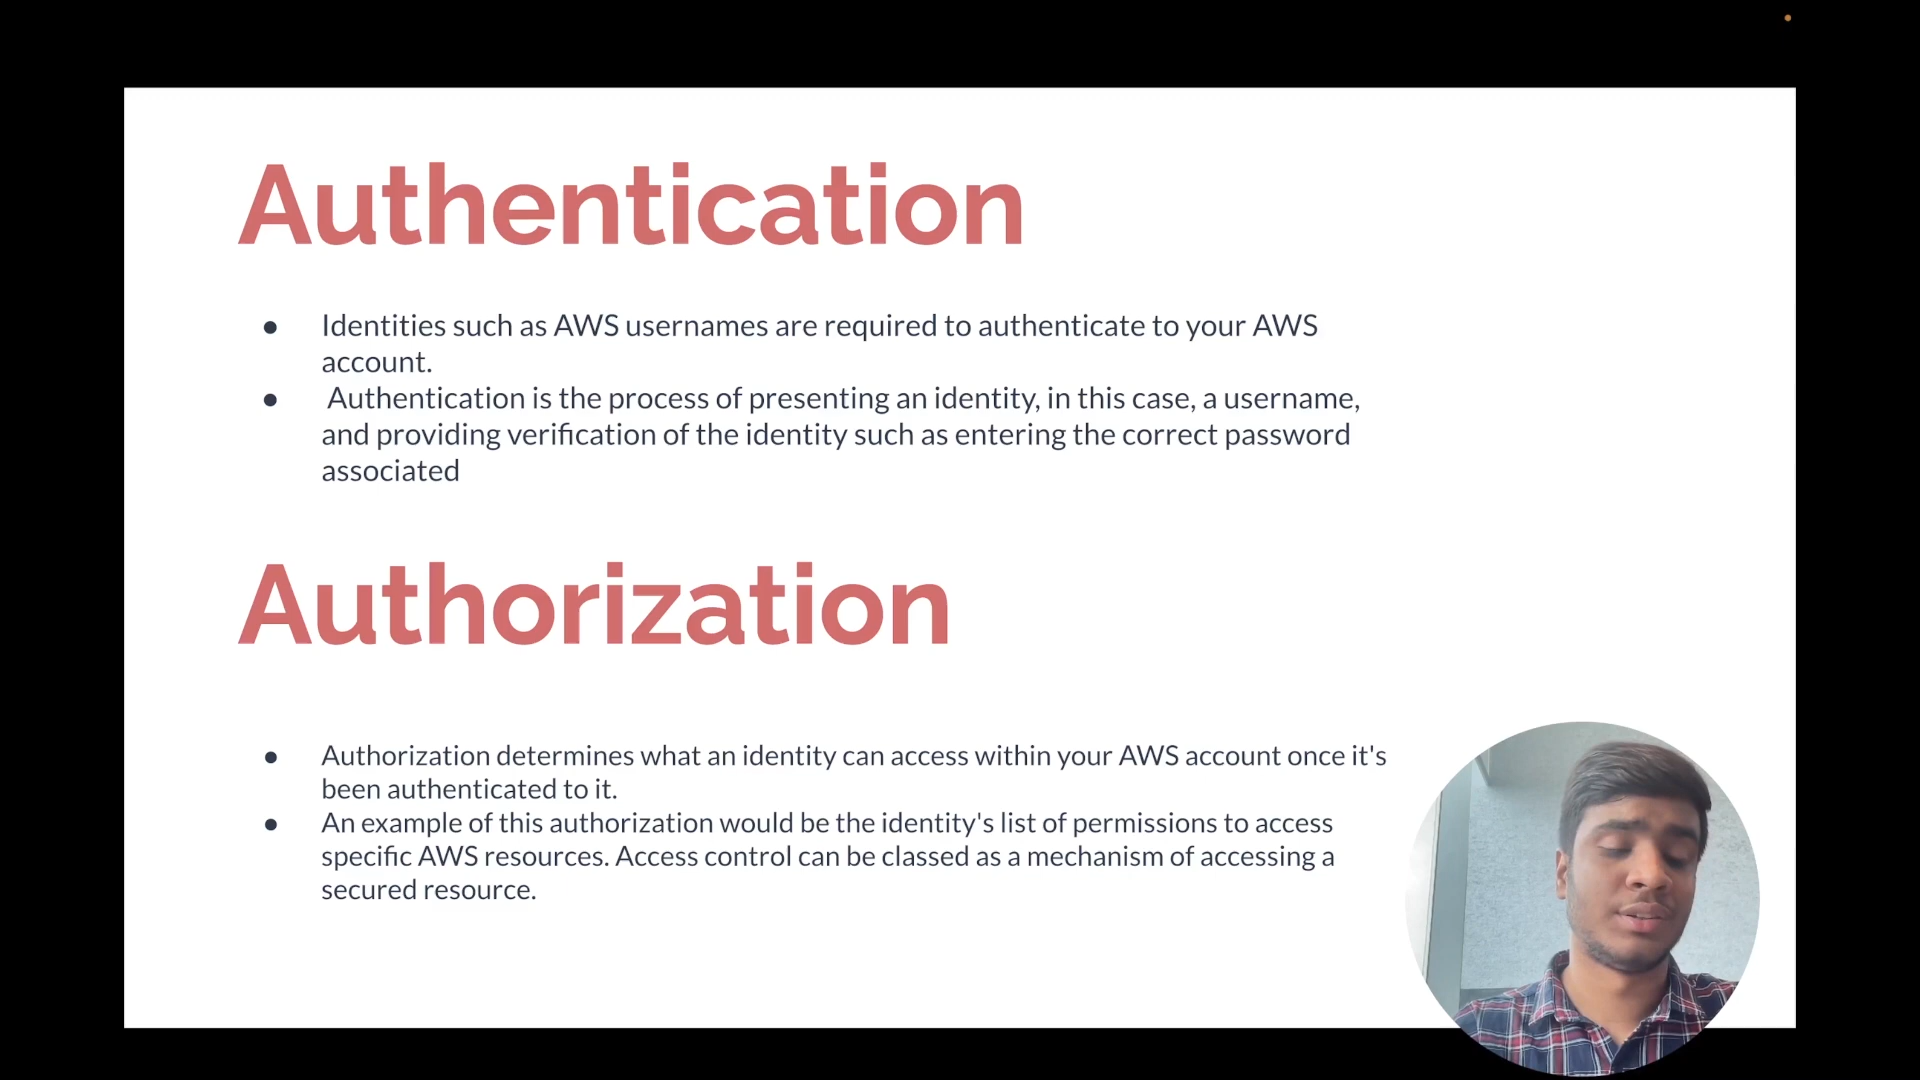 Authentication
● Identities such as AWS usernames are required to authenticate to your AWS
account.
● Authentication is the process of presenting an identity, in this case, a username,
and providing verification of the identity such as entering the correct password
associated
Authorization
● Authorization determines what an identity can access within your AWS account once it's
been authenticated to it.
● An example of this authorization would be the identity's list of permissions to access
specific AWS resources. Access control can be classed as a mechanism of accessing a
secured resource.